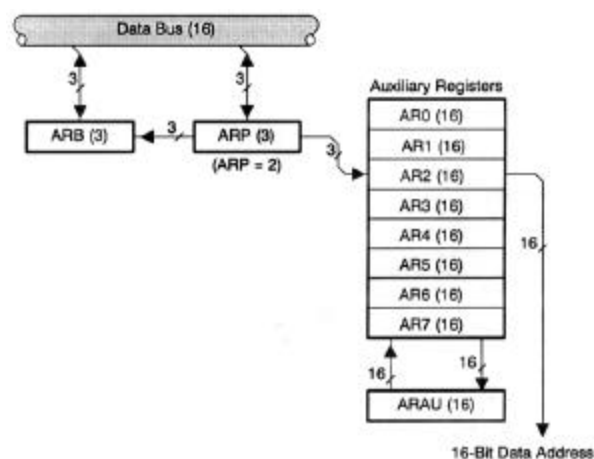 Data Bus (16)
3
3
Auxiliary Registers
ARB (3)
3
ARP (3)
(ARP = 2)
3
AR0 (16)
AR1 (16)
AR2 (16)
AR3 (16)
AR4 (16)
AR5 (16)
AR6 (16)
AR7 (16)
16
16
16
ARAU (16)
16-Bit Data Address